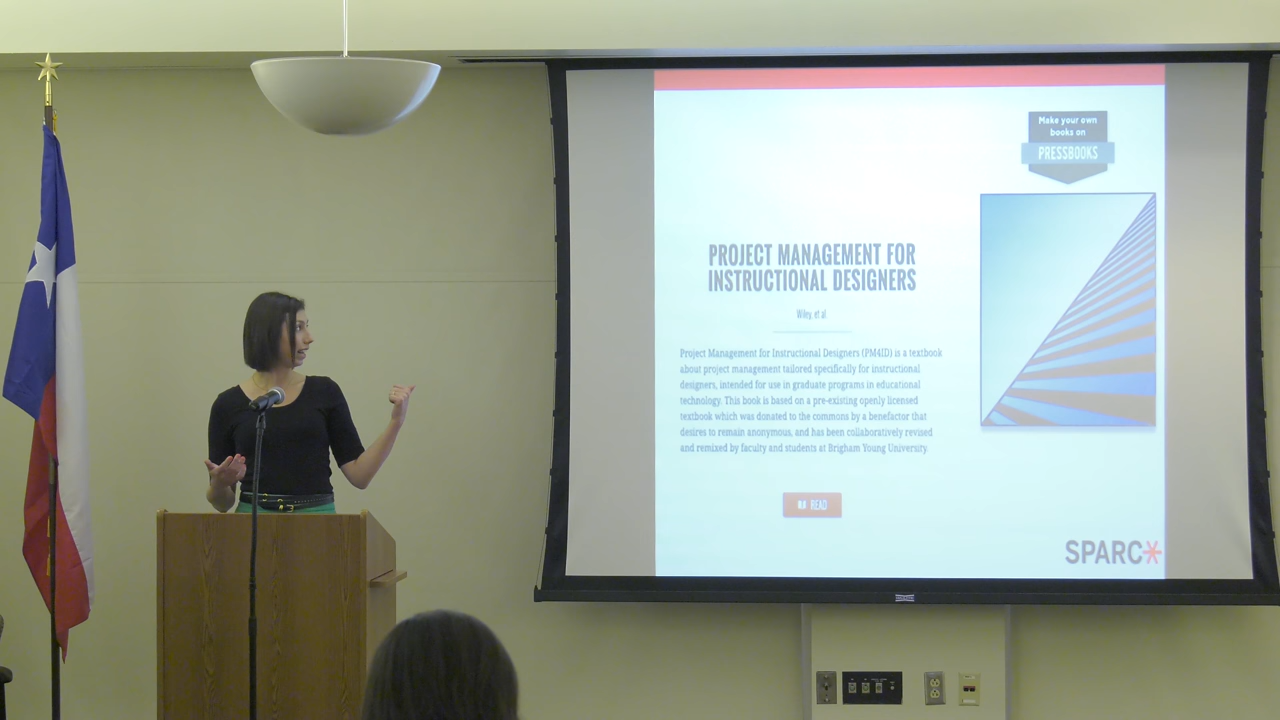 Make your own
books on
PRESSBOOKS
PROJECT MANAGEMENT FOR
INSTRUCTIONAL DESIGNERS
Wiley, et al
Project Management for Instructional Designers (PM4ID) is a textbook
about project management tailored specifically for instructional
designers, intended for use in graduate programs in educational
technology. This book is based on a pre-existing openly licensed
textbook which was donated to the commons by a benefactor that
desires to remain anonymous, and has been collaboratively revised
and remixed by faculty and students at Brigham Young University.
READ
SPARC